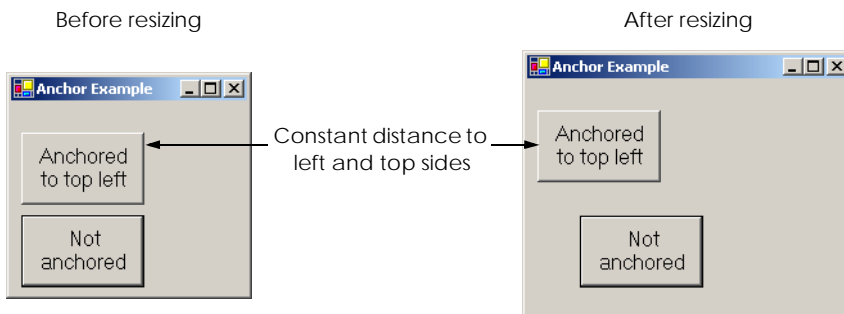 Before resizing
After resizing
Anchor Example
Anchored
to top left
Not
anchored
Constant distance to
left and top sides
Anchor Example
Anchored
to top left
Not
anchored